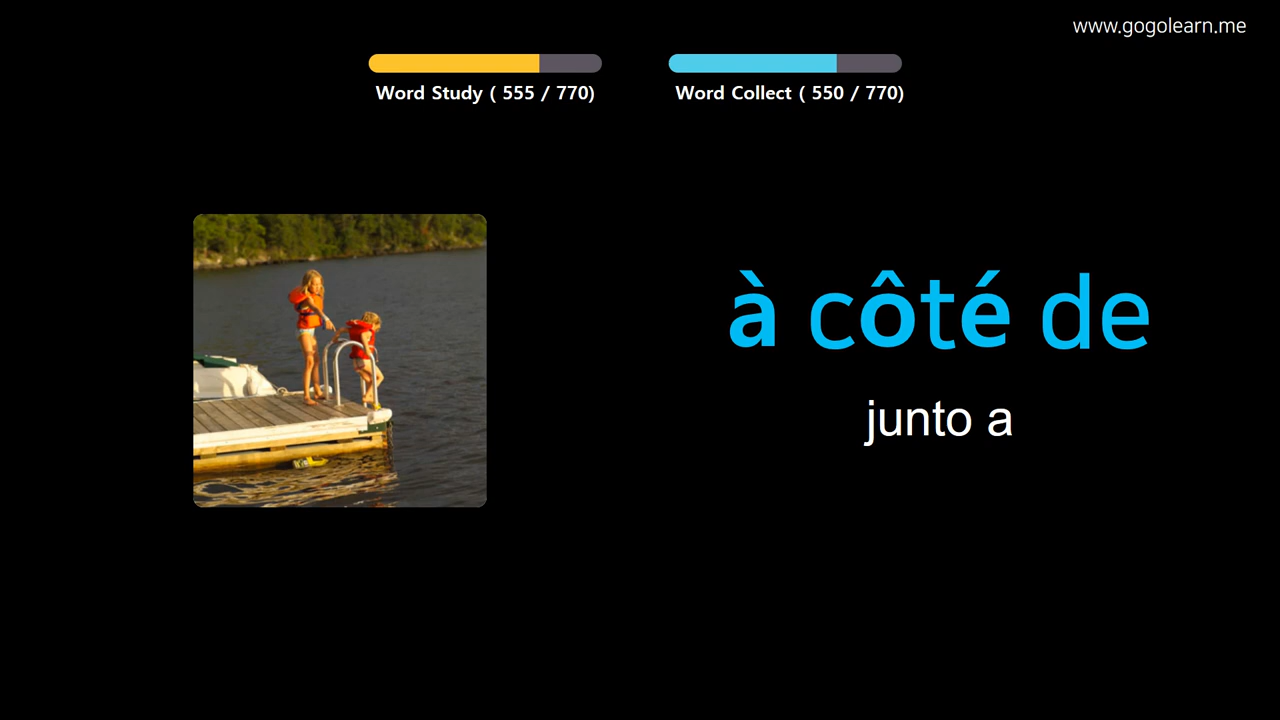 www.gogolearn.me
Word Study ( 555 / 770)
Word Collect ( 550 / 770)
à côté de
junto a